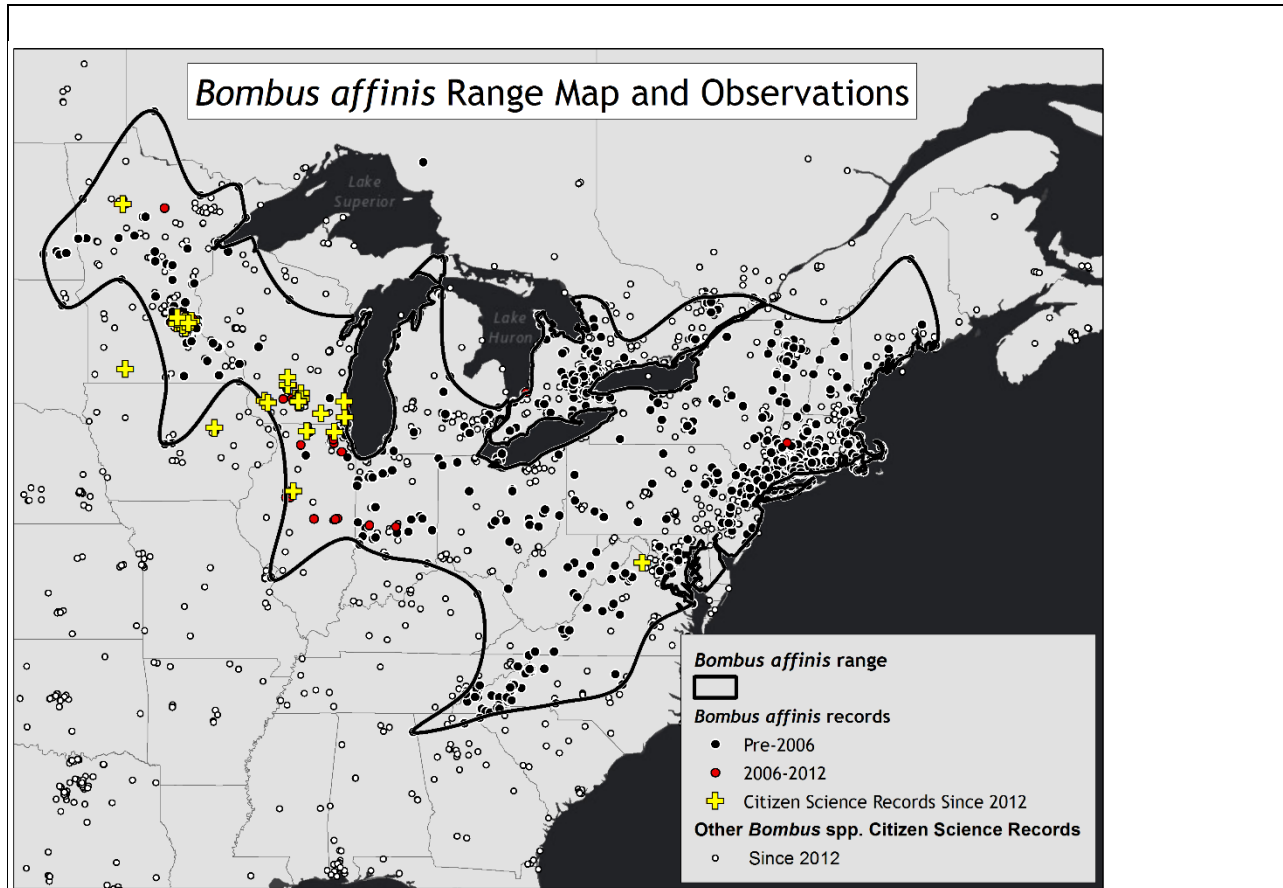 Bombus affinis Range Map and Observations
Lake
Superior
Lake
Huron
Bombus affinis range
Bombus affinis records
Pre-2006
2006-2012
Citizen Science Records Since 2012
Other Bombus spp. Citizen Science Records
Since 2012